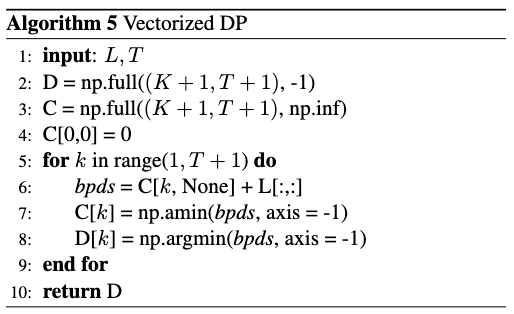 Algorithm 5 Vectorized DP
1: input: L, T
2: D = np.full((K + 1, T + 1), -1)
3: C = np.full((K + 1, T + 1), np.inf)
4: C[0,0] = 0
5: for k in range(1, T + 1) do
6: bpds = C[k, None] + L[:,:]
7: C[k] = np.amin(bpds, axis = -1)
8: D[k] = np.argmin(bpds, axis = -1)
9: end for
10: return D